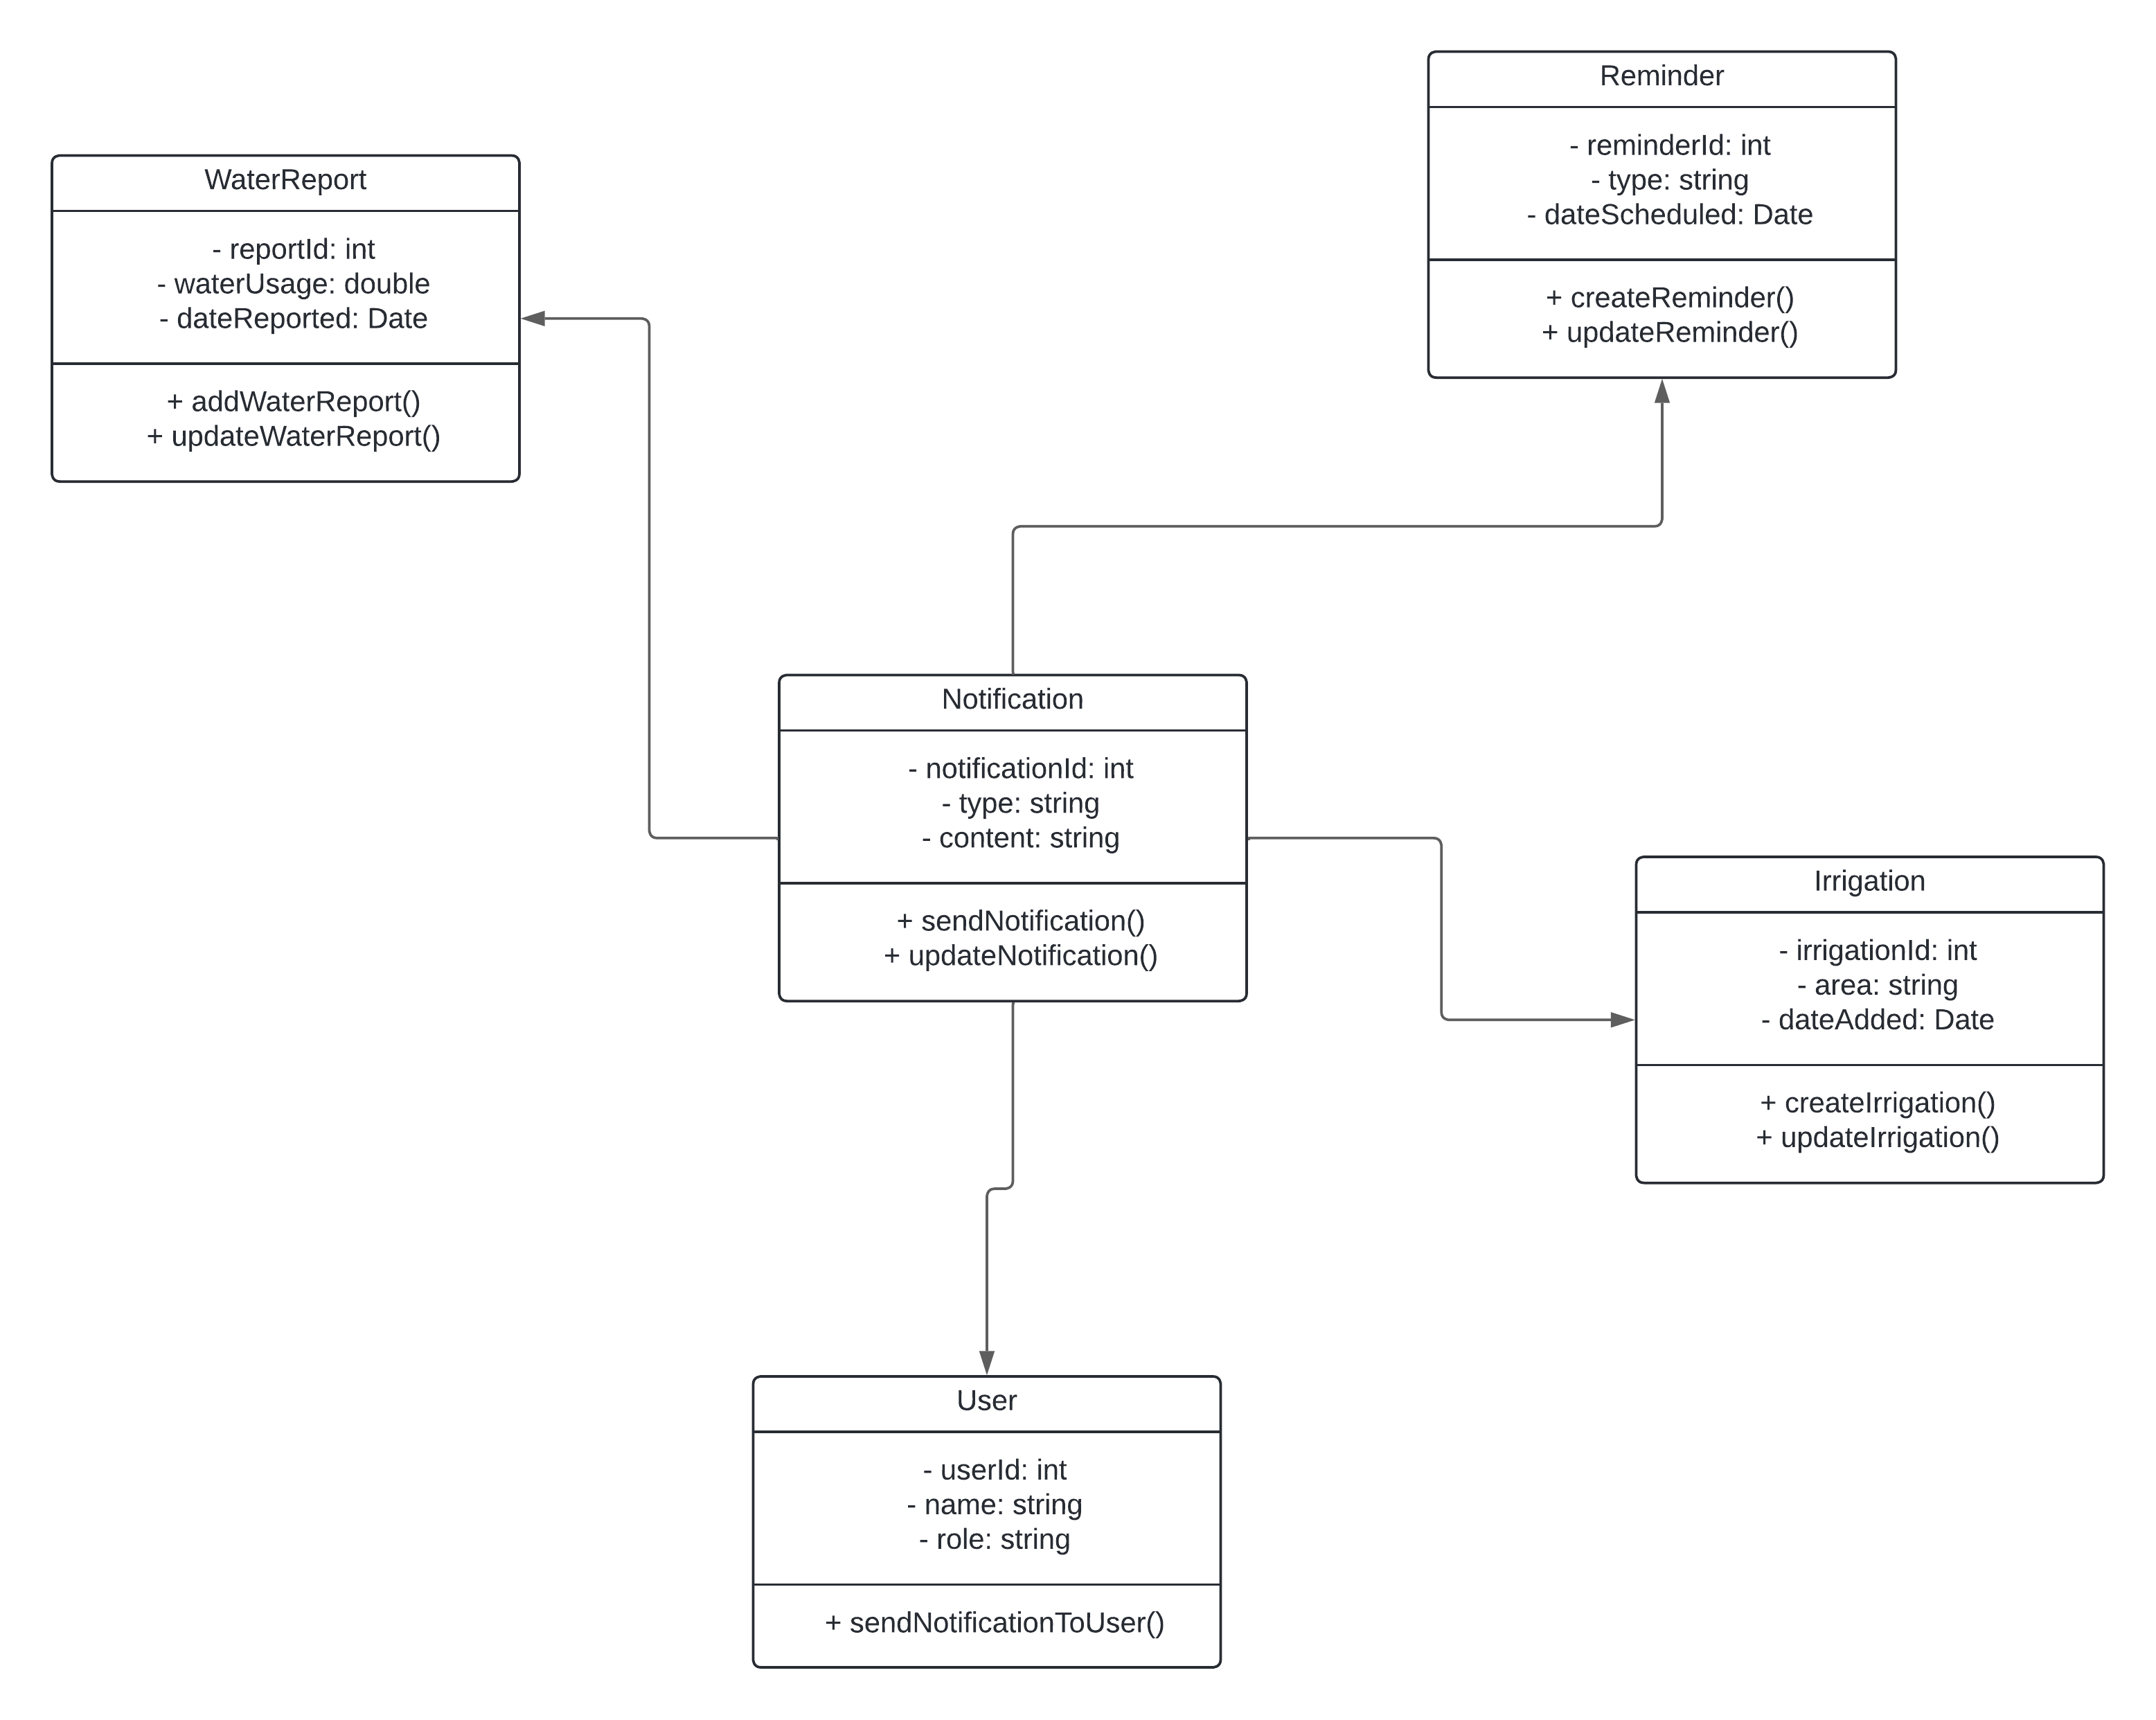 Reminder
- reminderId: int
- type: string
- dateScheduled: Date
+ createReminder()
+ updateReminder()
WaterReport
- reportId: int
- waterUsage: double
- dateReported: Date
+ addWaterReport()
+ updateWaterReport()
Notification
- notificationId: int
- type: string
- content: string
+ sendNotification()
+ updateNotification()
Irrigation
- irrigationId: int
- area: string
- dateAdded: Date
+ createIrrigation()
+ updateIrrigation()
User
- userId: int
- name: string
- role: string
+ sendNotificationToUser()